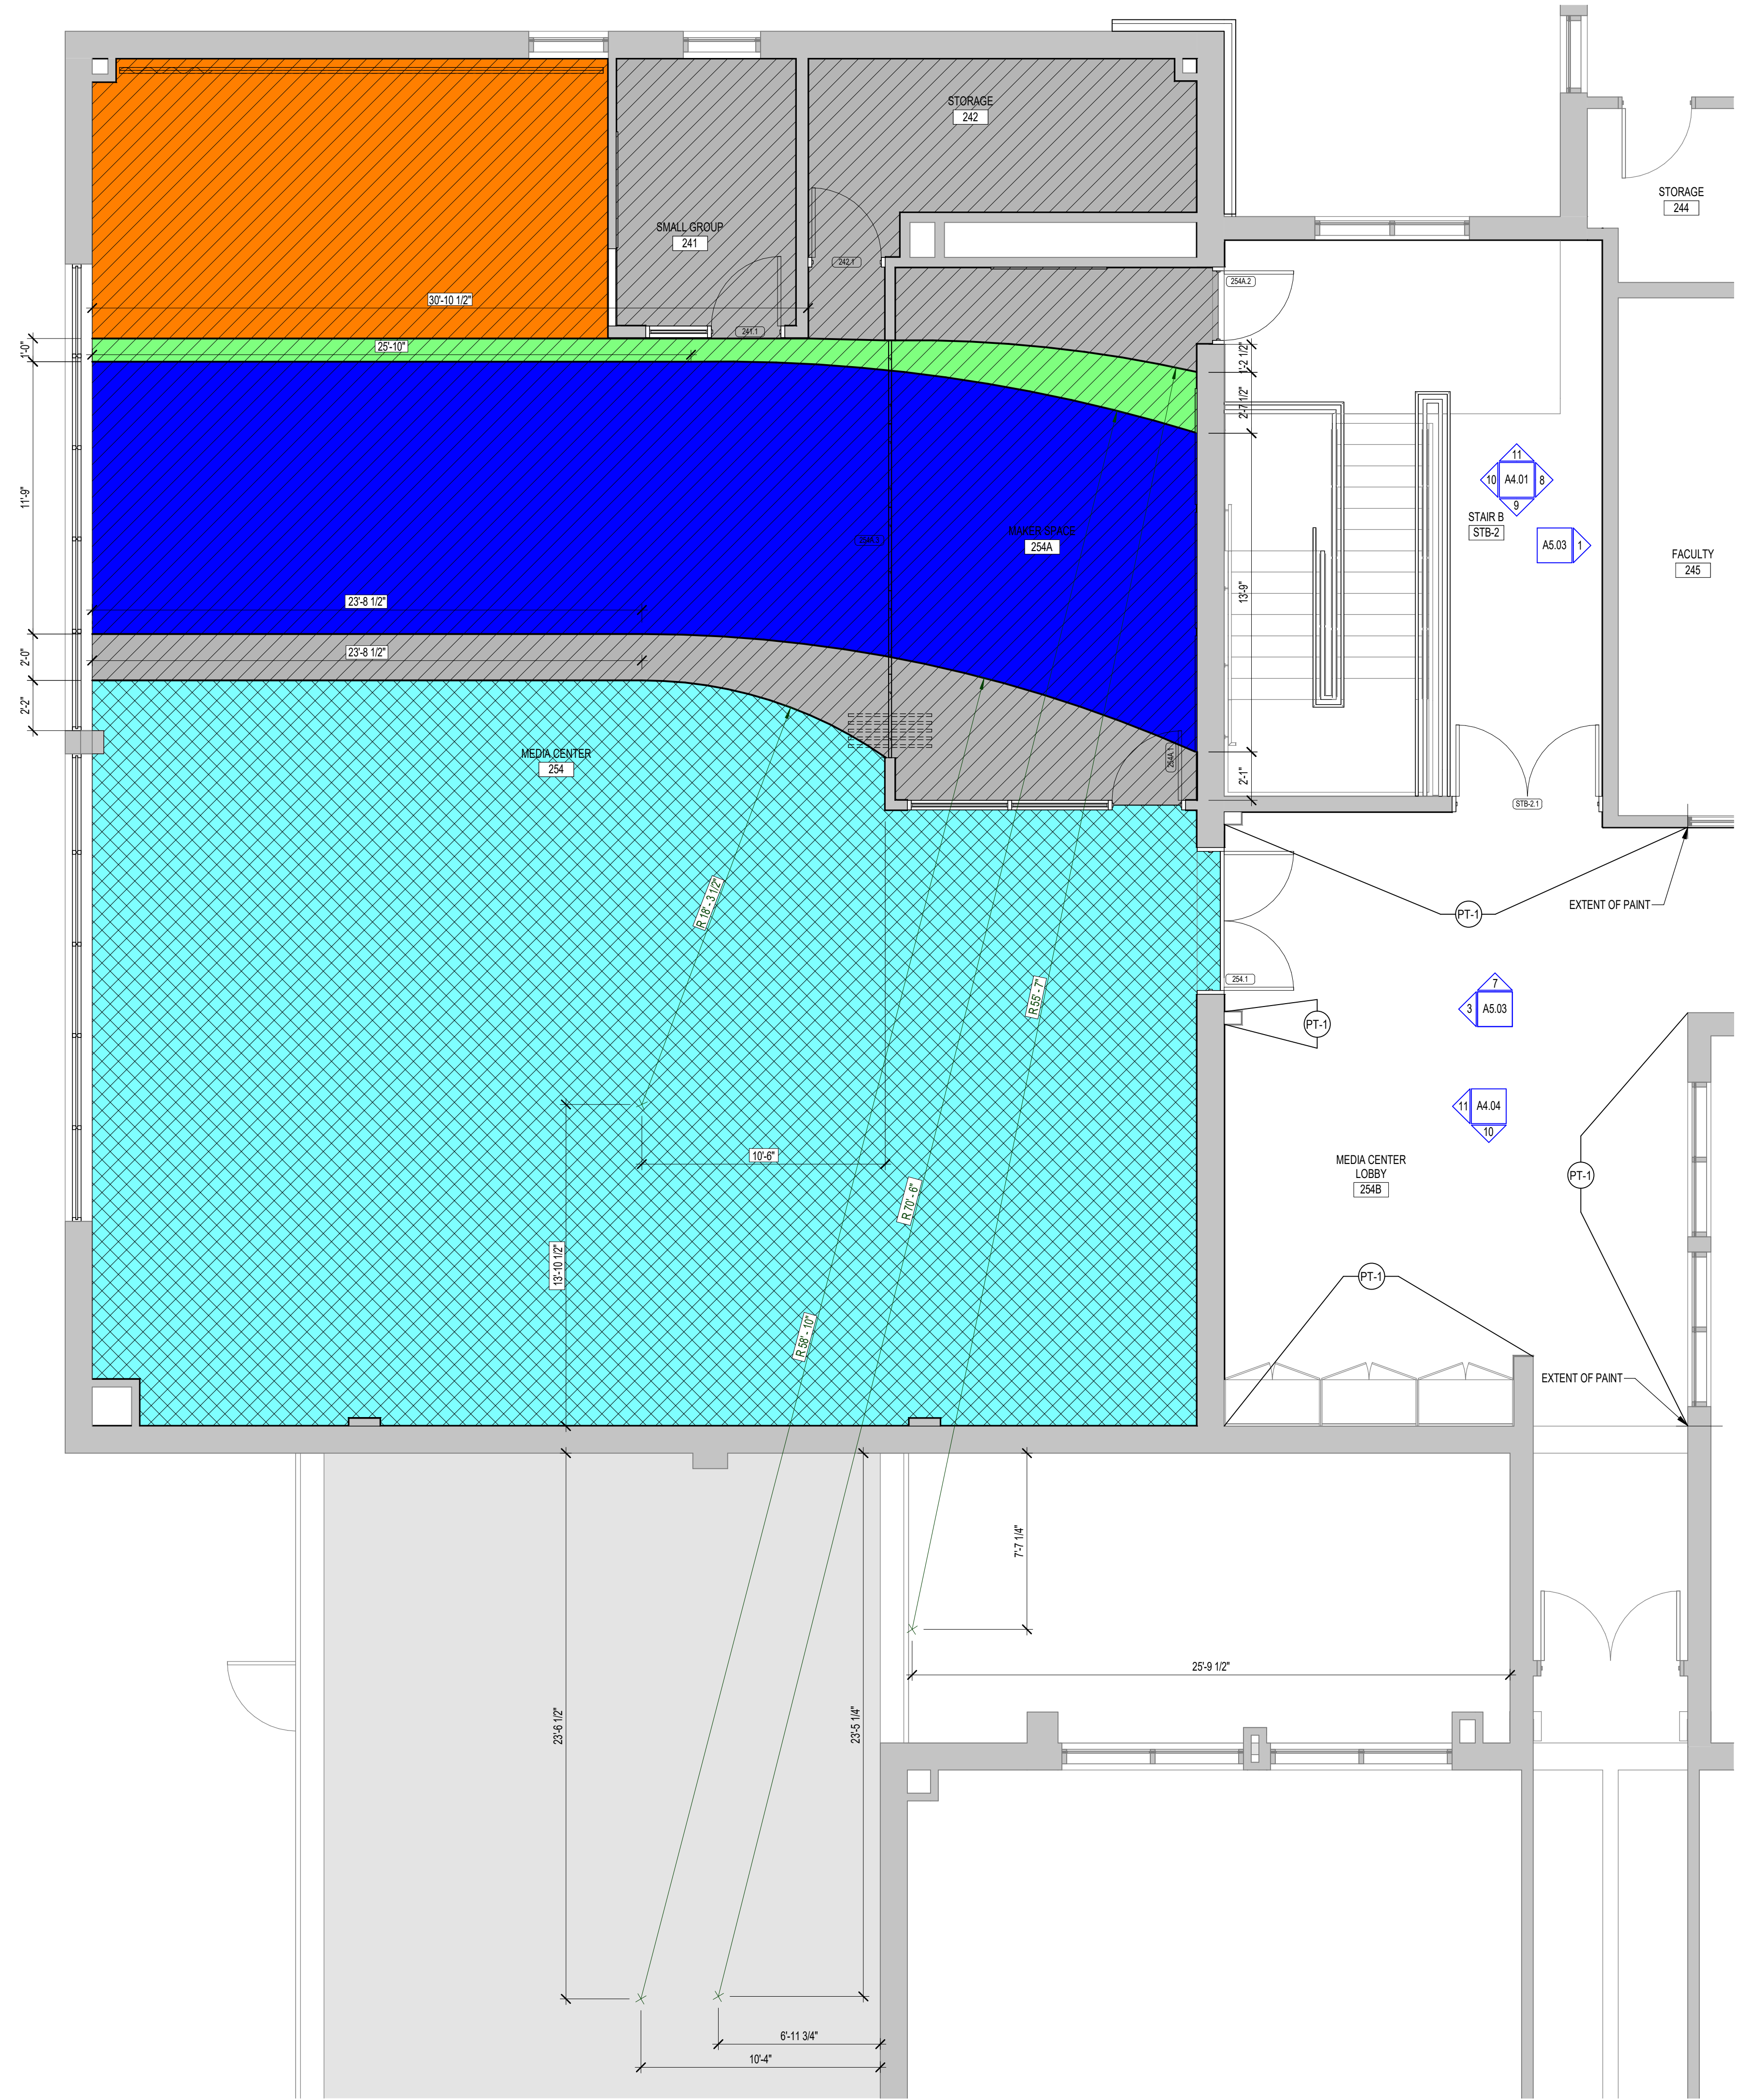 STORAGE
242
STORAGE
244
SMALL GROUP
241
242.1
254A.2
30'-10 1/2"
241.1
1'-0"
25'-10"
1'-2 1/2"
2'-7 1/2"
11
10
A4.01
8
9
STAIR B
STB-2
A5.03
1
11'-9"
MAKER SPACE
254A
FACULTY
245
13'-9"
23'-8 1/2"
2'-0"
23'-8 1/2"
2'-2"
MEDIA CENTER
254
254A.1
2'-1"
STB-2.1
R 18' - 3 1/2"
PT-1
EXTENT OF PAINT
254.1
R 55' - 7"
7
3
A5.03
PT-1
11
A4.04
10
10'-6"
MEDIA CENTER
LOBBY
254B
PT-1
R 70' - 6"
13'-10 1/2"
PT-1
R 58' - 10"
EXTENT OF PAINT
7'-7 1/4"
25'-9 1/2"
23'-6 1/2"
23'-5 1/4"
6'-11 3/4"
10'-4"